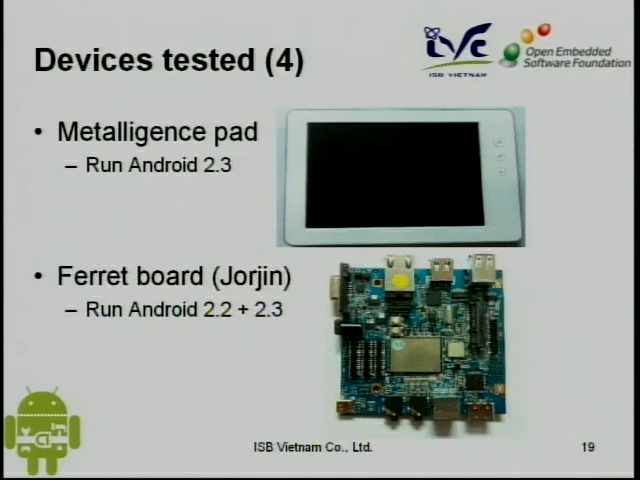 Devices tested (4)
ISB VIETNAM
Open Embedded
Software Foundation
• Metalligence pad
– Run Android 2.3
• Ferret board (Jorjin)
– Run Android 2.2 + 2.3
ISB Vietnam Co., Ltd.
19